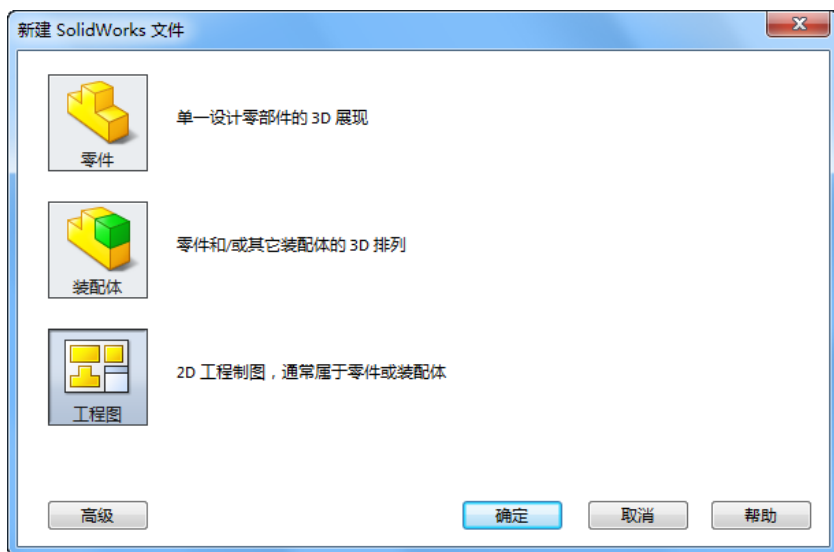 新建 SolidWorks 文件
零件
单一设计零部件的 3D 展现
装配体
零件和/或其它装配体的 3D 排列
工程图
2D 工程制图，通常属于零件或装配体
高级
确定
取消
帮助